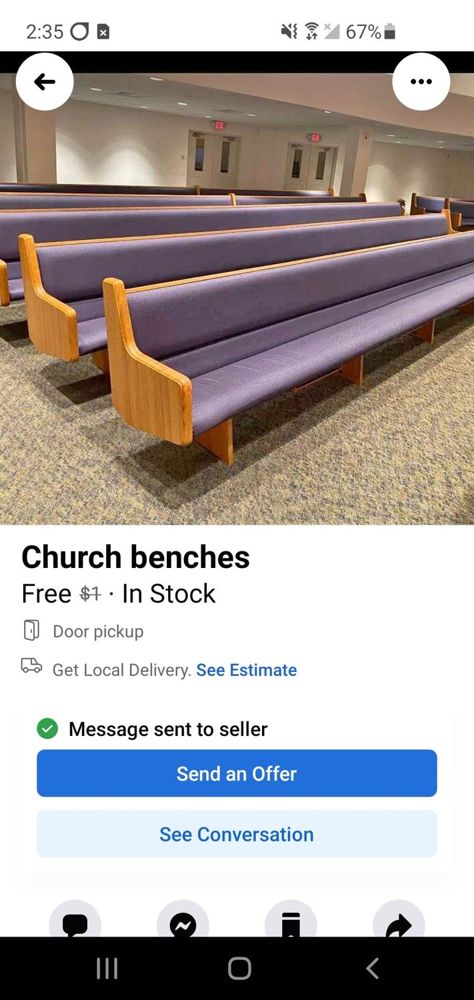 2:35 67%
Church benches
Free $1 · In Stock
Door pickup
Get Local Delivery. See Estimate
Message sent to seller
Send an Offer
See Conversation